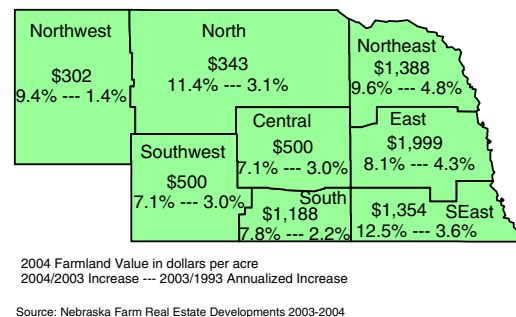 Northwest
$302
9.4% --- 1.4%
North
$343
11.4% --- 3.1%
Northeast
$1,388
9.6% --- 4.8%
Central
$500
7.1% --- 3.0%
East
$1,999
8.1% --- 4.3%
Southwest
$500
7.1% --- 3.0%
South
$1,188
7.8% --- 2.2%
$1,354 SEast
12.5% --- 3.6%
2004 Farmland Value in dollars per acre
2004/2003 Increase --- 2003/1993 Annualized Increase
Source: Nebraska Farm Real Estate Developments 2003-2004